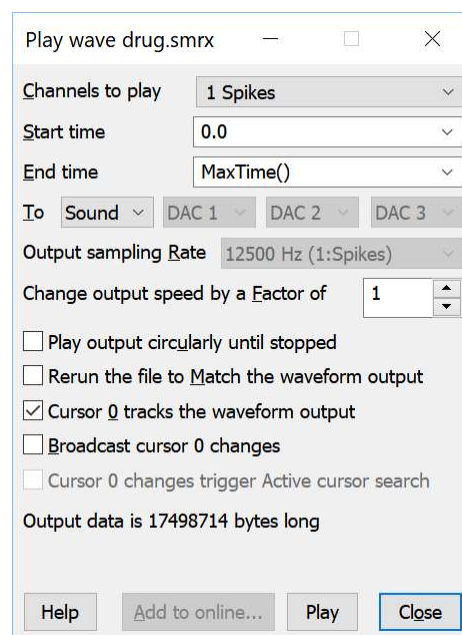 Play wave drug.smrx
Channels to play 1 Spikes
Start time 0.0
End time MaxTime()
To Sound DAC 1 DAC 2 DAC 3
Output sampling Rate 12500 Hz (1:Spikes)
Change output speed by a Factor of 1
Play output circularly until stopped
Rerun the file to Match the waveform output
Cursor 0 tracks the waveform output
Broadcast cursor 0 changes
Cursor 0 changes trigger Active cursor search
Output data is 17498714 bytes long
Help Add to online... Play Close